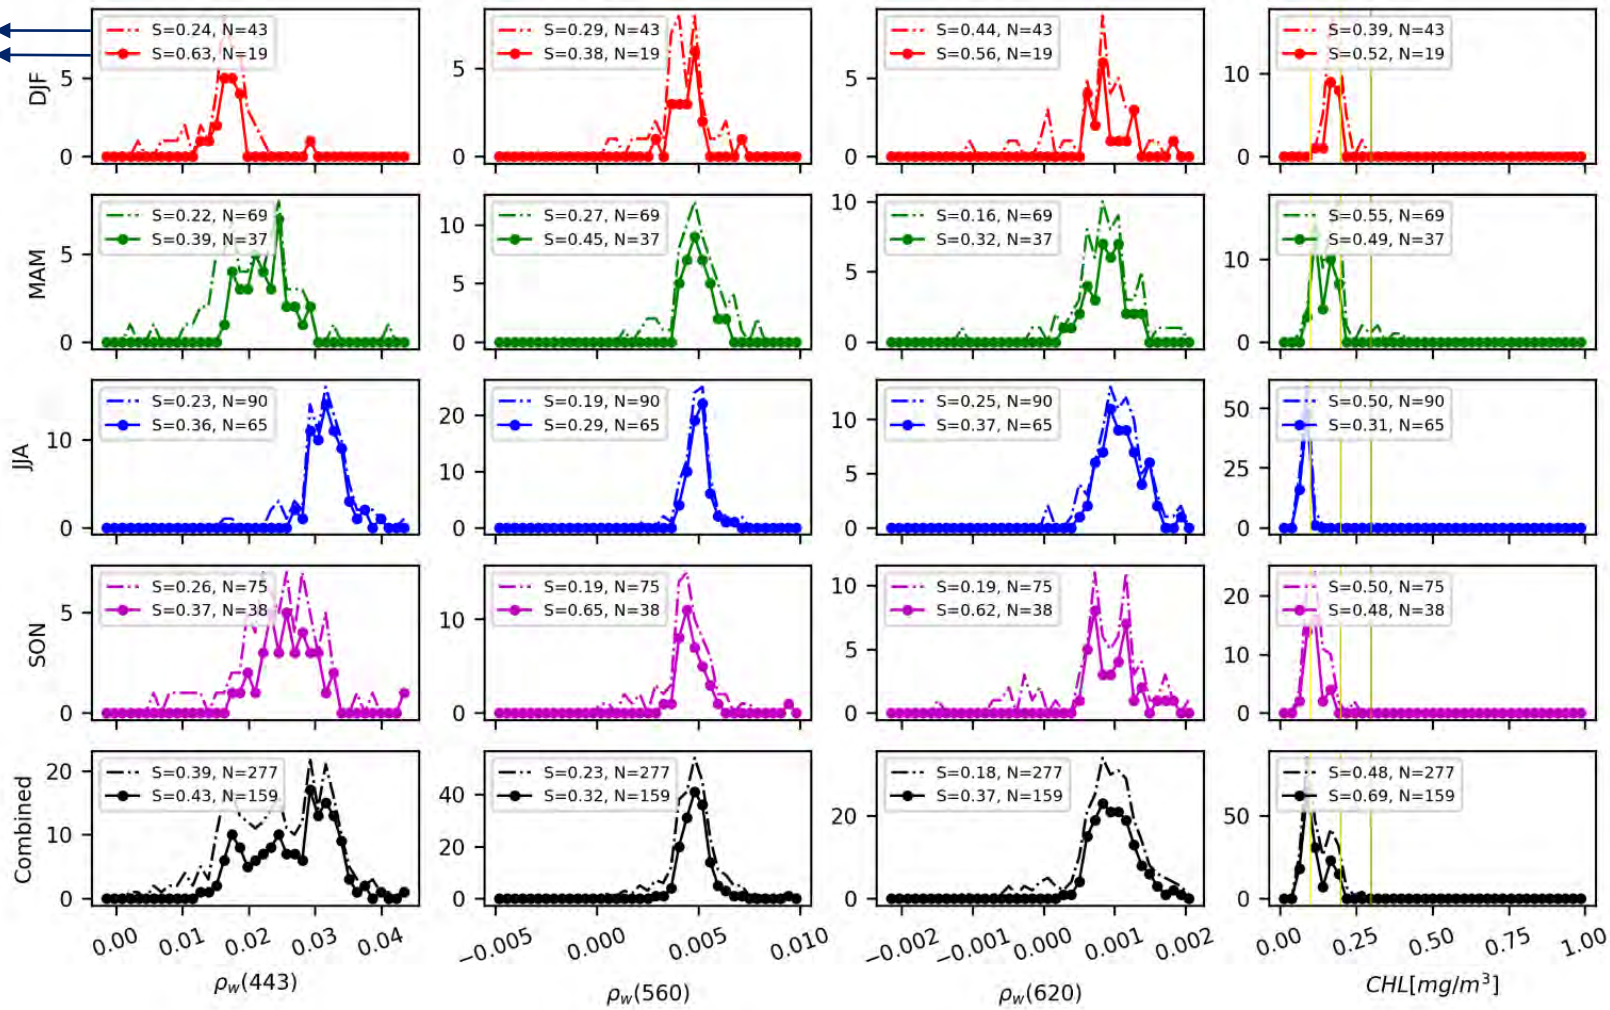 S=0.24, N=43
S=0.63, N=19
S=0.29, N=43
S=0.38, N=19
S=0.44, N=43
S=0.56, N=19
S=0.39, N=43
S=0.52, N=19
DJF
5
0
5
0
5
0
10
0
S=0.22, N=69
S=0.39, N=37
S=0.27, N=69
S=0.45, N=37
S=0.16, N=69
S=0.32, N=37
S=0.55, N=69
S=0.49, N=37
MAM
5
0
10
5
0
10
5
0
10
0
S=0.23, N=90
S=0.36, N=65
S=0.19, N=90
S=0.29, N=65
S=0.25, N=90
S=0.37, N=65
S=0.50, N=90
S=0.31, N=65
JJA
10
0
20
10
0
10
5
0
50
25
0
S=0.26, N=75
S=0.37, N=38
S=0.19, N=75
S=0.65, N=38
S=0.19, N=75
S=0.62, N=38
S=0.50, N=75
S=0.48, N=38
SON
5
0
10
0
10
5
0
20
10
0
S=0.39, N=277
S=0.43, N=159
S=0.23, N=277
S=0.32, N=159
S=0.18, N=277
S=0.37, N=159
S=0.48, N=277
S=0.69, N=159
Combined
20
10
0
40
20
0
20
0
50
0
0.00 0.01 0.02 0.03 0.04
−0.005 0.000 0.005 0.010
−0.002 −0.001 0.000 0.001 0.002
0.00 0.25 0.50 0.75 1.00
ρw(443)
ρw(560)
ρw(620)
CHL[mg/m³]